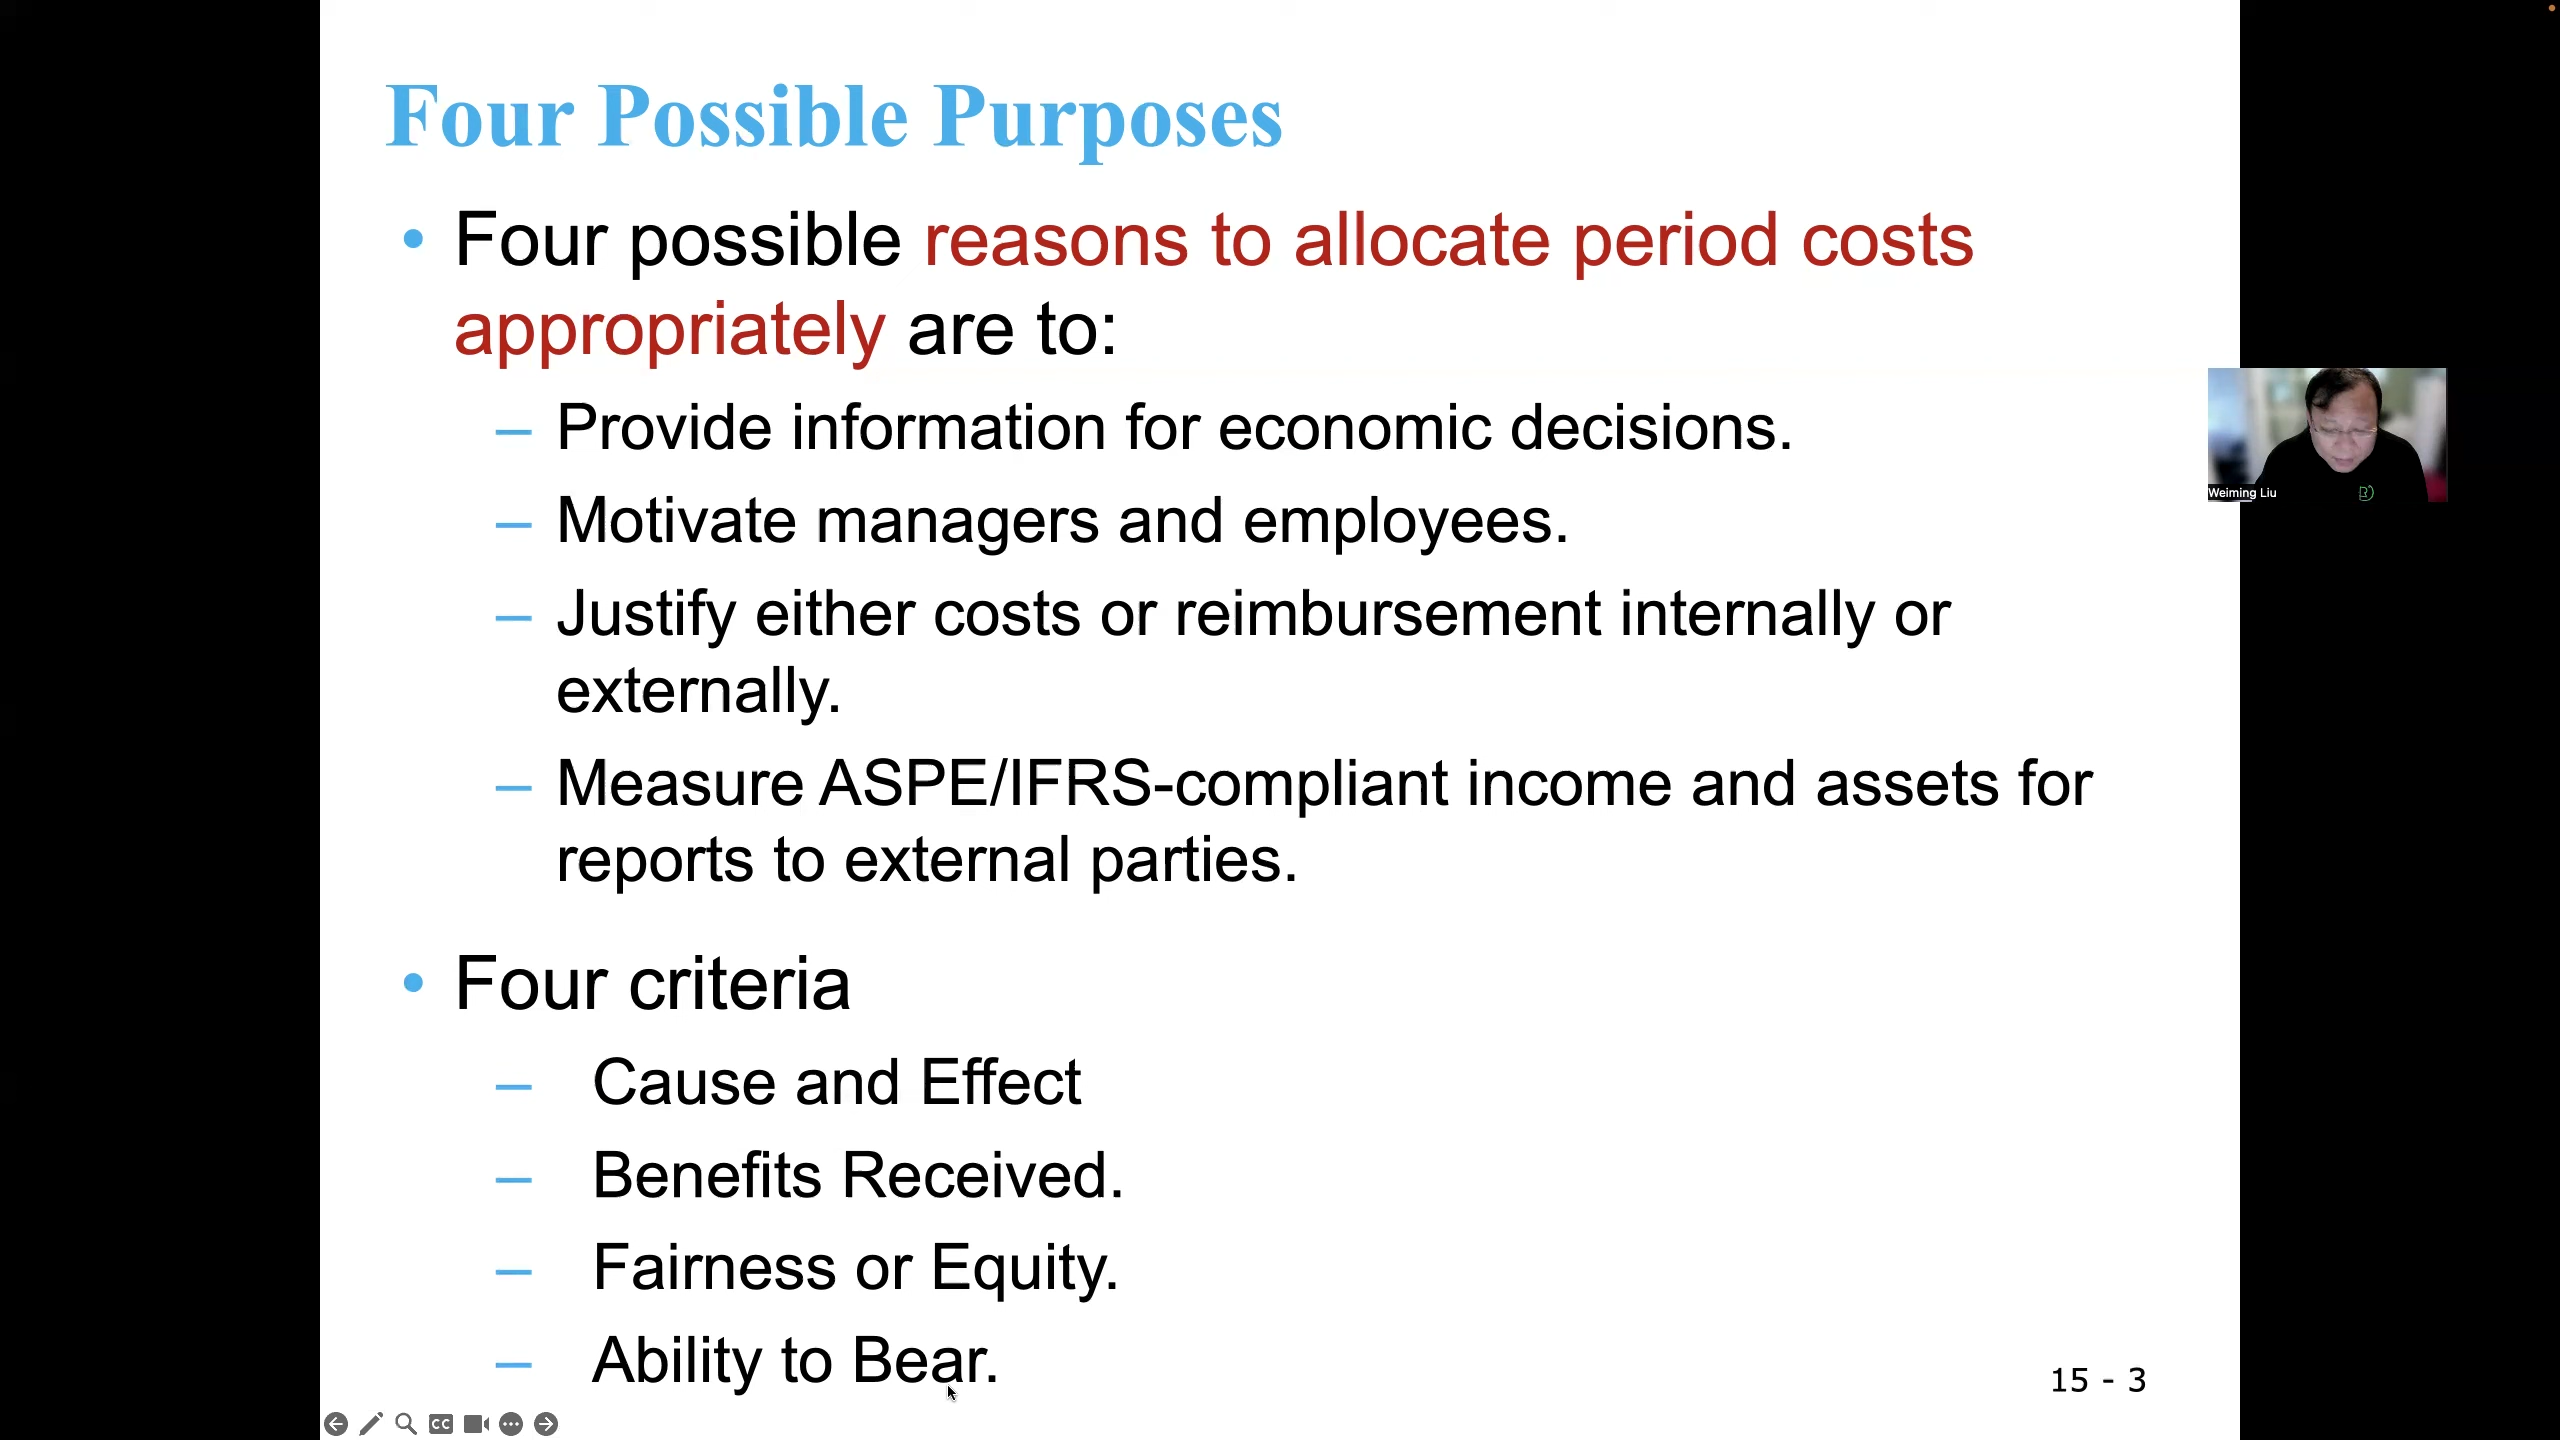 Four Possible Purposes
• Four possible reasons to allocate period costs
appropriately are to:
– Provide information for economic decisions.
– Motivate managers and employees.
– Justify either costs or reimbursement internally or
externally.
– Measure ASPE/IFRS-compliant income and assets for
reports to external parties.
• Four criteria
– Cause and Effect
– Benefits Received.
– Fairness or Equity.
– Ability to Bear.
15 - 3
Weiming Liu
CC